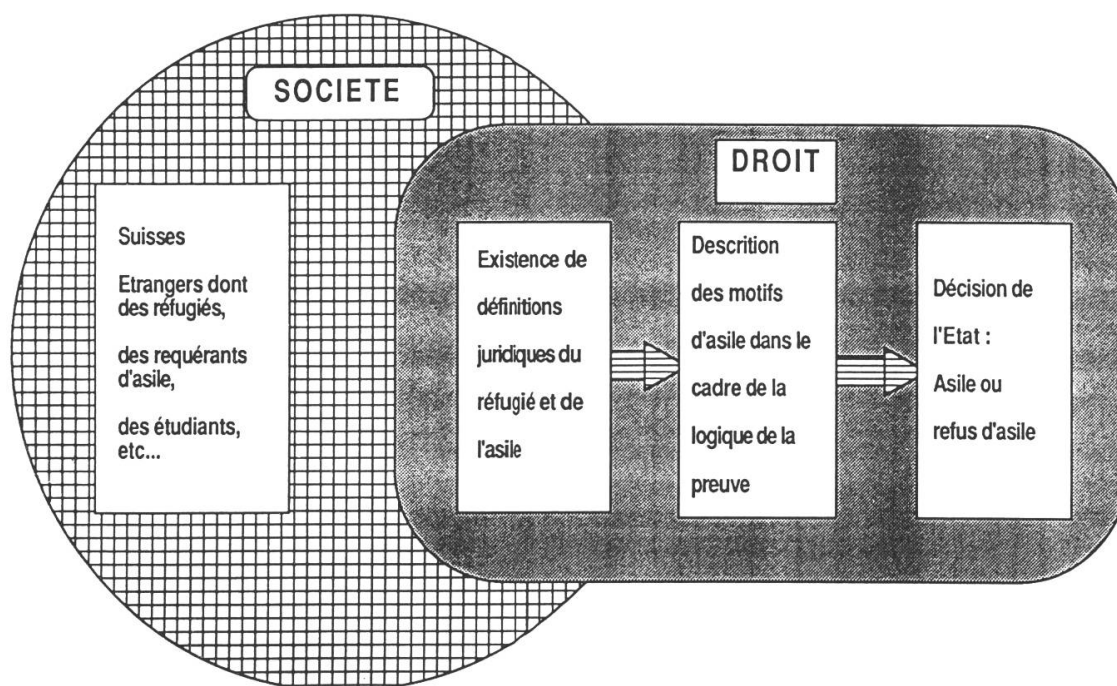 SOCIETE
Suisses
Etrangers dont
des réfugiés,
des requérants
d'asile,
des étudiants,
etc...
DROIT
Existence de
définitions
juridiques du
réfugié et de
l'asile
Descrition
des motifs
d'asile dans le
cadre de la
logique de la
preuve
Décision de
l'Etat :
Asile ou
refus d'asile